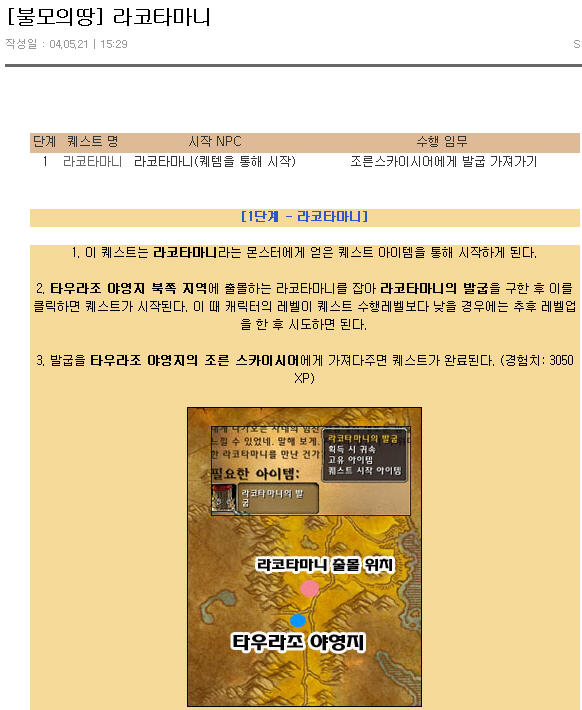 [불모의땅] 라코타마니
작성일 : 04.05.21 | 15:29
S
단계 퀘스트 명 시작 NPC 수행 임무
1 라코타마니 라코타마니(퀘템을 통해 시작) 조른스카이시어에게 발굽 가져가기
[1단계 - 라코타마니]
1. 이 퀘스트는 라코타마니라는 몬스터에게 얻은 퀘스트 아이템을 통해 시작하게 된다.
2. 타우라조 야영지 북쪽 지역에 출몰하는 라코타마니를 잡아 라코타마니의 발굽을 구한 후 이를
클릭하면 퀘스트가 시작된다. 이 때 캐릭터의 레벨이 퀘스트 수행레벨보다 낮을 경우에는 추후 레벨업
을 한 후 시도하면 된다.
3. 발굽을 타우라조 야영지의 조른 스카이시어에게 가져다주면 퀘스트가 완료된다. (경험치: 3050
XP)
에게 다가오는 자네의 임진
느낄 수 있었네. 말해 보게.
한 라코타마니를 만난 건가
필요한 아이템:
라코타마니의 발
굽
라코타마니의 발굽
획득 시 귀속
고유 아이템
퀘스트 시작 아이템
라코타마니 출몰 위치
타우라조 야영지